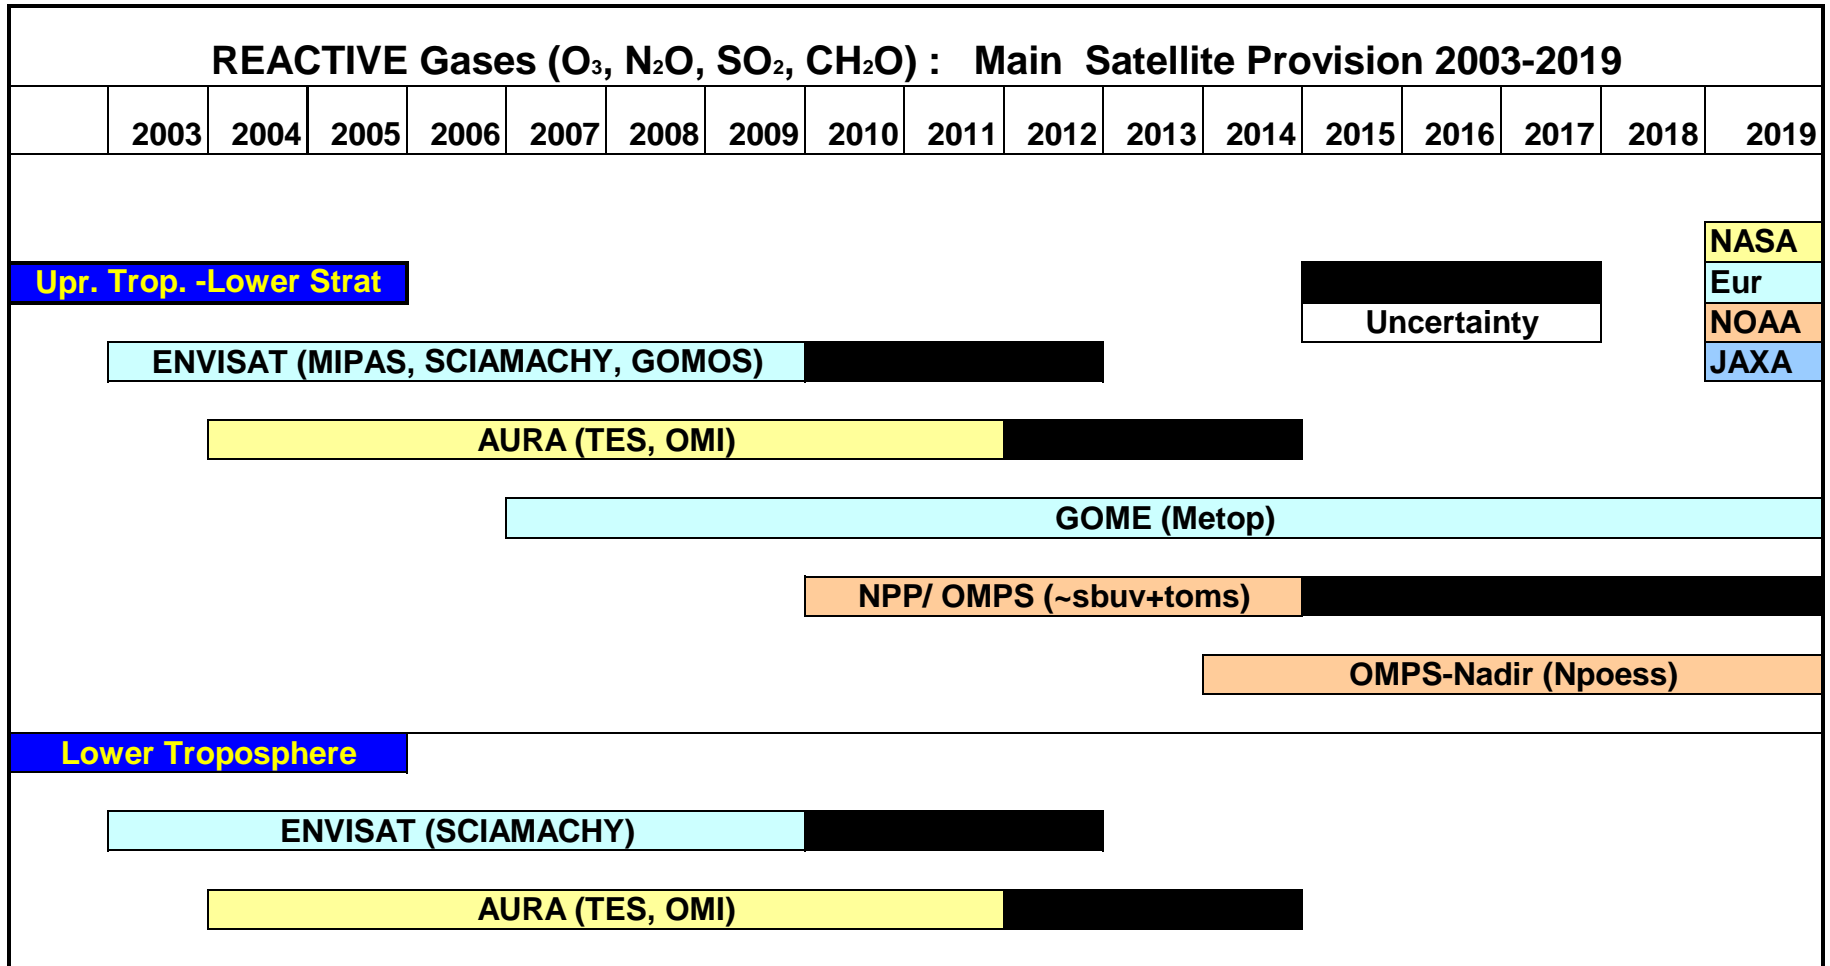 REACTIVE Gases (O₃, N₂O, SO₂, CH₂O) : Main Satellite Provision 2003-2019
2003 2004 2005 2006 2007 2008 2009 2010 2011 2012 2013 2014 2015 2016 2017 2018 2019
NASA
Upr. Trop. -Lower Strat Eur
Uncertainty NOAA
ENVISAT (MIPAS, SCIAMACHY, GOMOS) JAXA
AURA (TES, OMI)
GOME (Metop)
NPP/ OMPS (~sbuv+toms)
OMPS-Nadir (Npoess)
Lower Troposphere
ENVISAT (SCIAMACHY)
AURA (TES, OMI)